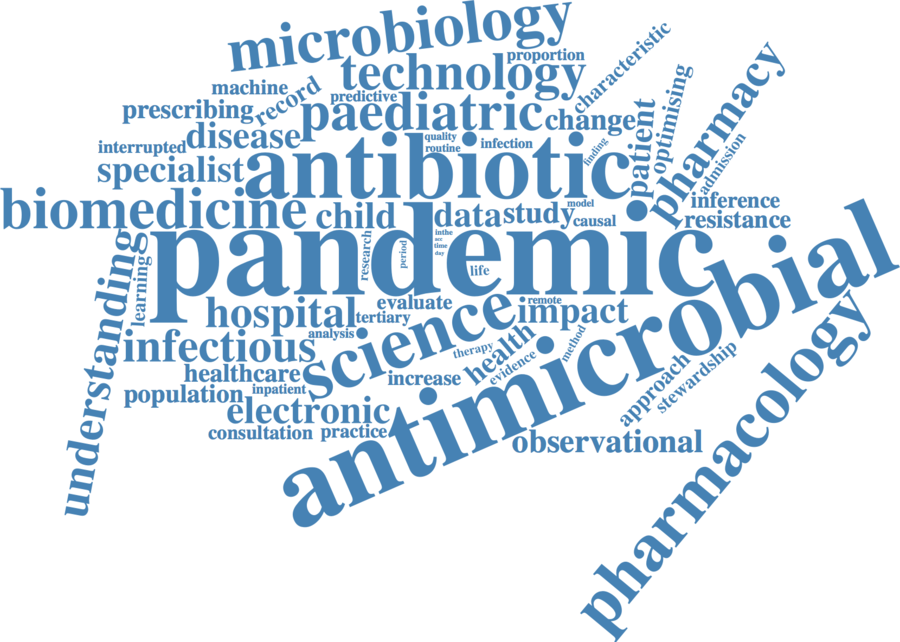 microbiology
proportion
characteristic
technology
machine
predictive
record
prescribing
paediatric
change
optimising
pharmacy
patient
interrupted
disease
quality
routine
infection
finding
admission
specialist
antibiotic
model
inference
biomedicine
child
data
study
causal
resistance
pandemic
research
period
inthe
acc
time
day
life
understanding
learning
antimicrobial
hospital
tertiary
evaluate
science
remote
impact
infectious
analysis
therapy
health
evidence
method
healthcare
increase
population
inpatient
approach
stewardship
electronic
consultation
practice
observational
pharmacology